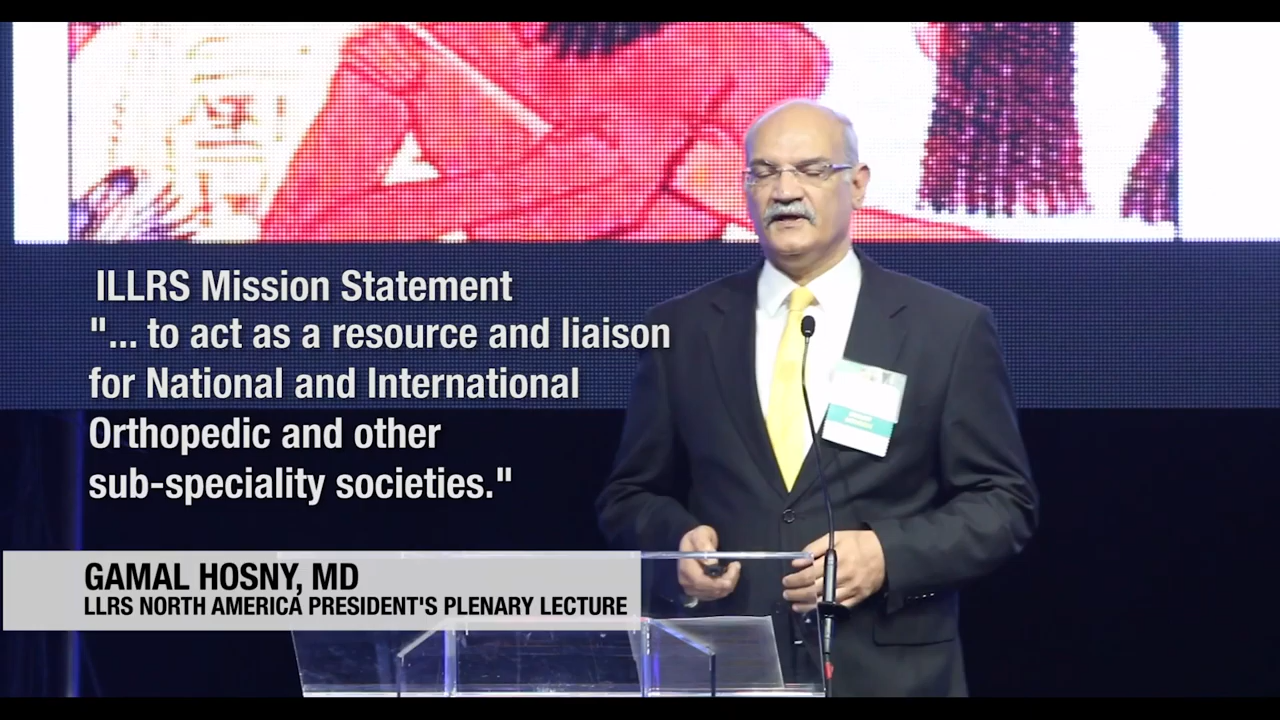 ILLRS Mission Statement
"... to act as a resource and liaison
for National and International
Orthopedic and other
sub-speciality societies."
GAMAL HOSNY, MD
LLRS NORTH AMERICA PRESIDENT'S PLENARY LECTURE